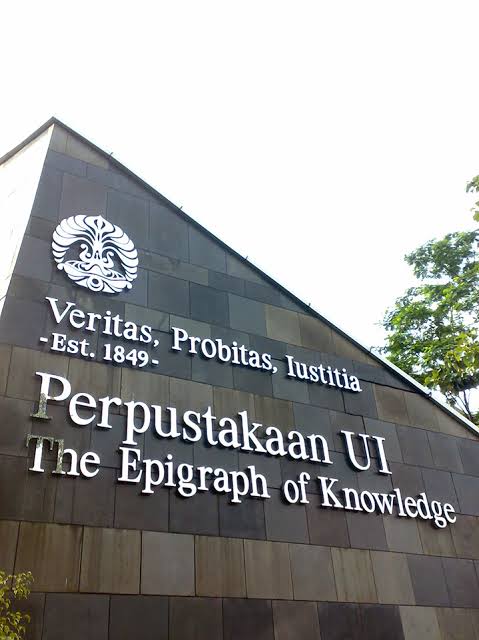 Veritas, Probitas, Iustitia
-Est. 1849-
Perpustakaan UI
The Epigraph of Knowledge